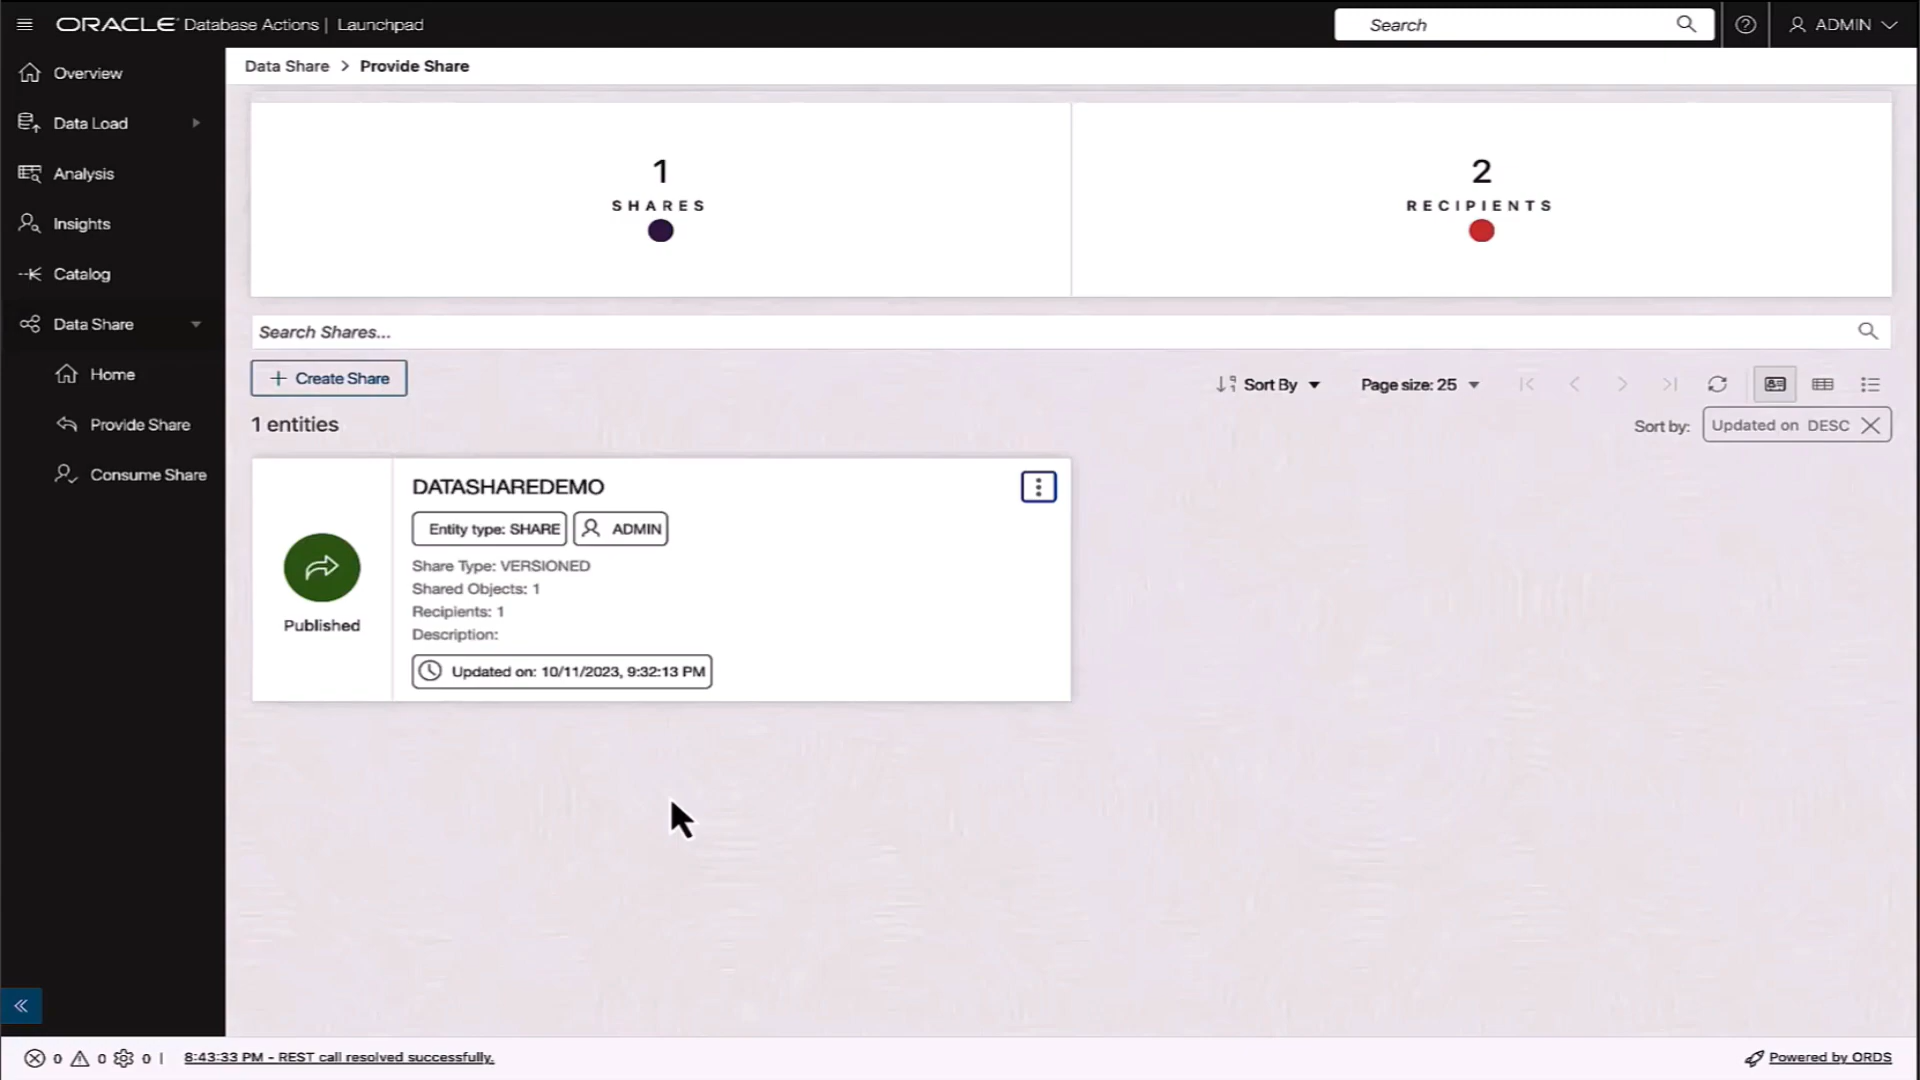 ORACLE Database Actions | Launchpad
Search
ADMIN
Overview
Data Load
Analysis
Insights
Catalog
Data Share
Home
Provide Share
Consume Share
Data Share > Provide Share
1
SHARES
2
RECIPIENTS
Search Shares...
+ Create Share
Sort By
Page size: 25
1 entities
Sort by: Updated on DESC
DATASHAREDEMO
Entity type: SHARE
ADMIN
Share Type: VERSIONED
Shared Objects: 1
Recipients: 1
Description:
Updated on: 10/11/2023, 9:32:13 PM
Published
0 0 0 | 8:43:33 PM - REST call resolved successfully.
Powered by ORDS